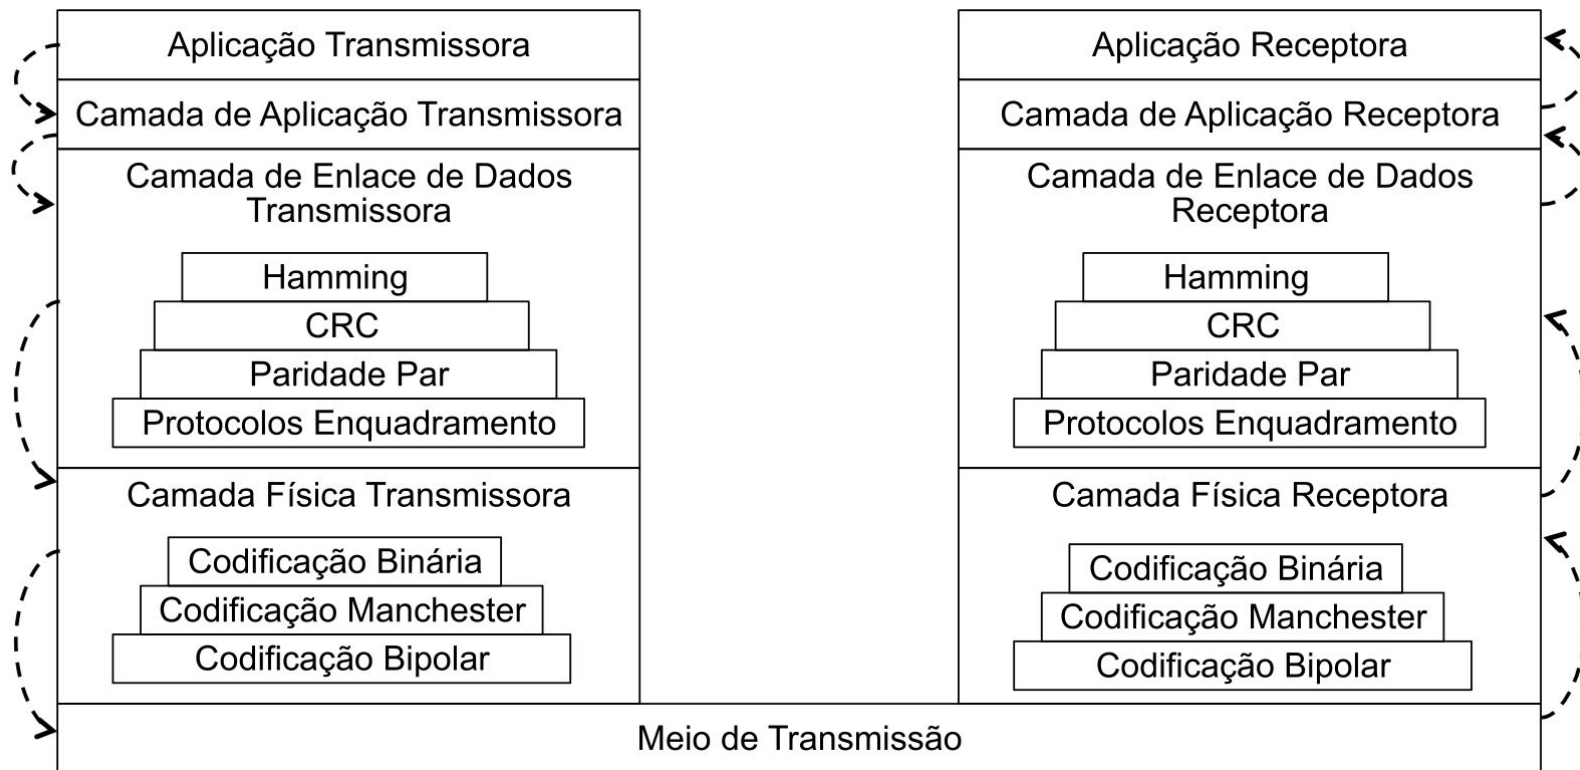 Aplicação Transmissora
Camada de Aplicação Transmissora
Camada de Enlace de Dados
Transmissora
Hamming
CRC
Paridade Par
Protocolos Enquadramento
Camada Física Transmissora
Codificação Binária
Codificação Manchester
Codificação Bipolar
Aplicação Receptora
Camada de Aplicação Receptora
Camada de Enlace de Dados
Receptora
Hamming
CRC
Paridade Par
Protocolos Enquadramento
Camada Física Receptora
Codificação Binária
Codificação Manchester
Codificação Bipolar
Meio de Transmissão